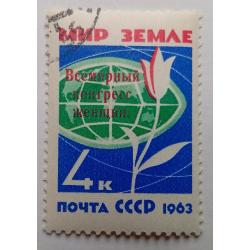 МИР ЗЕМЛЕ
Всемирный
конгресс
женщин.
4к
ПОЧТА СССР 1963